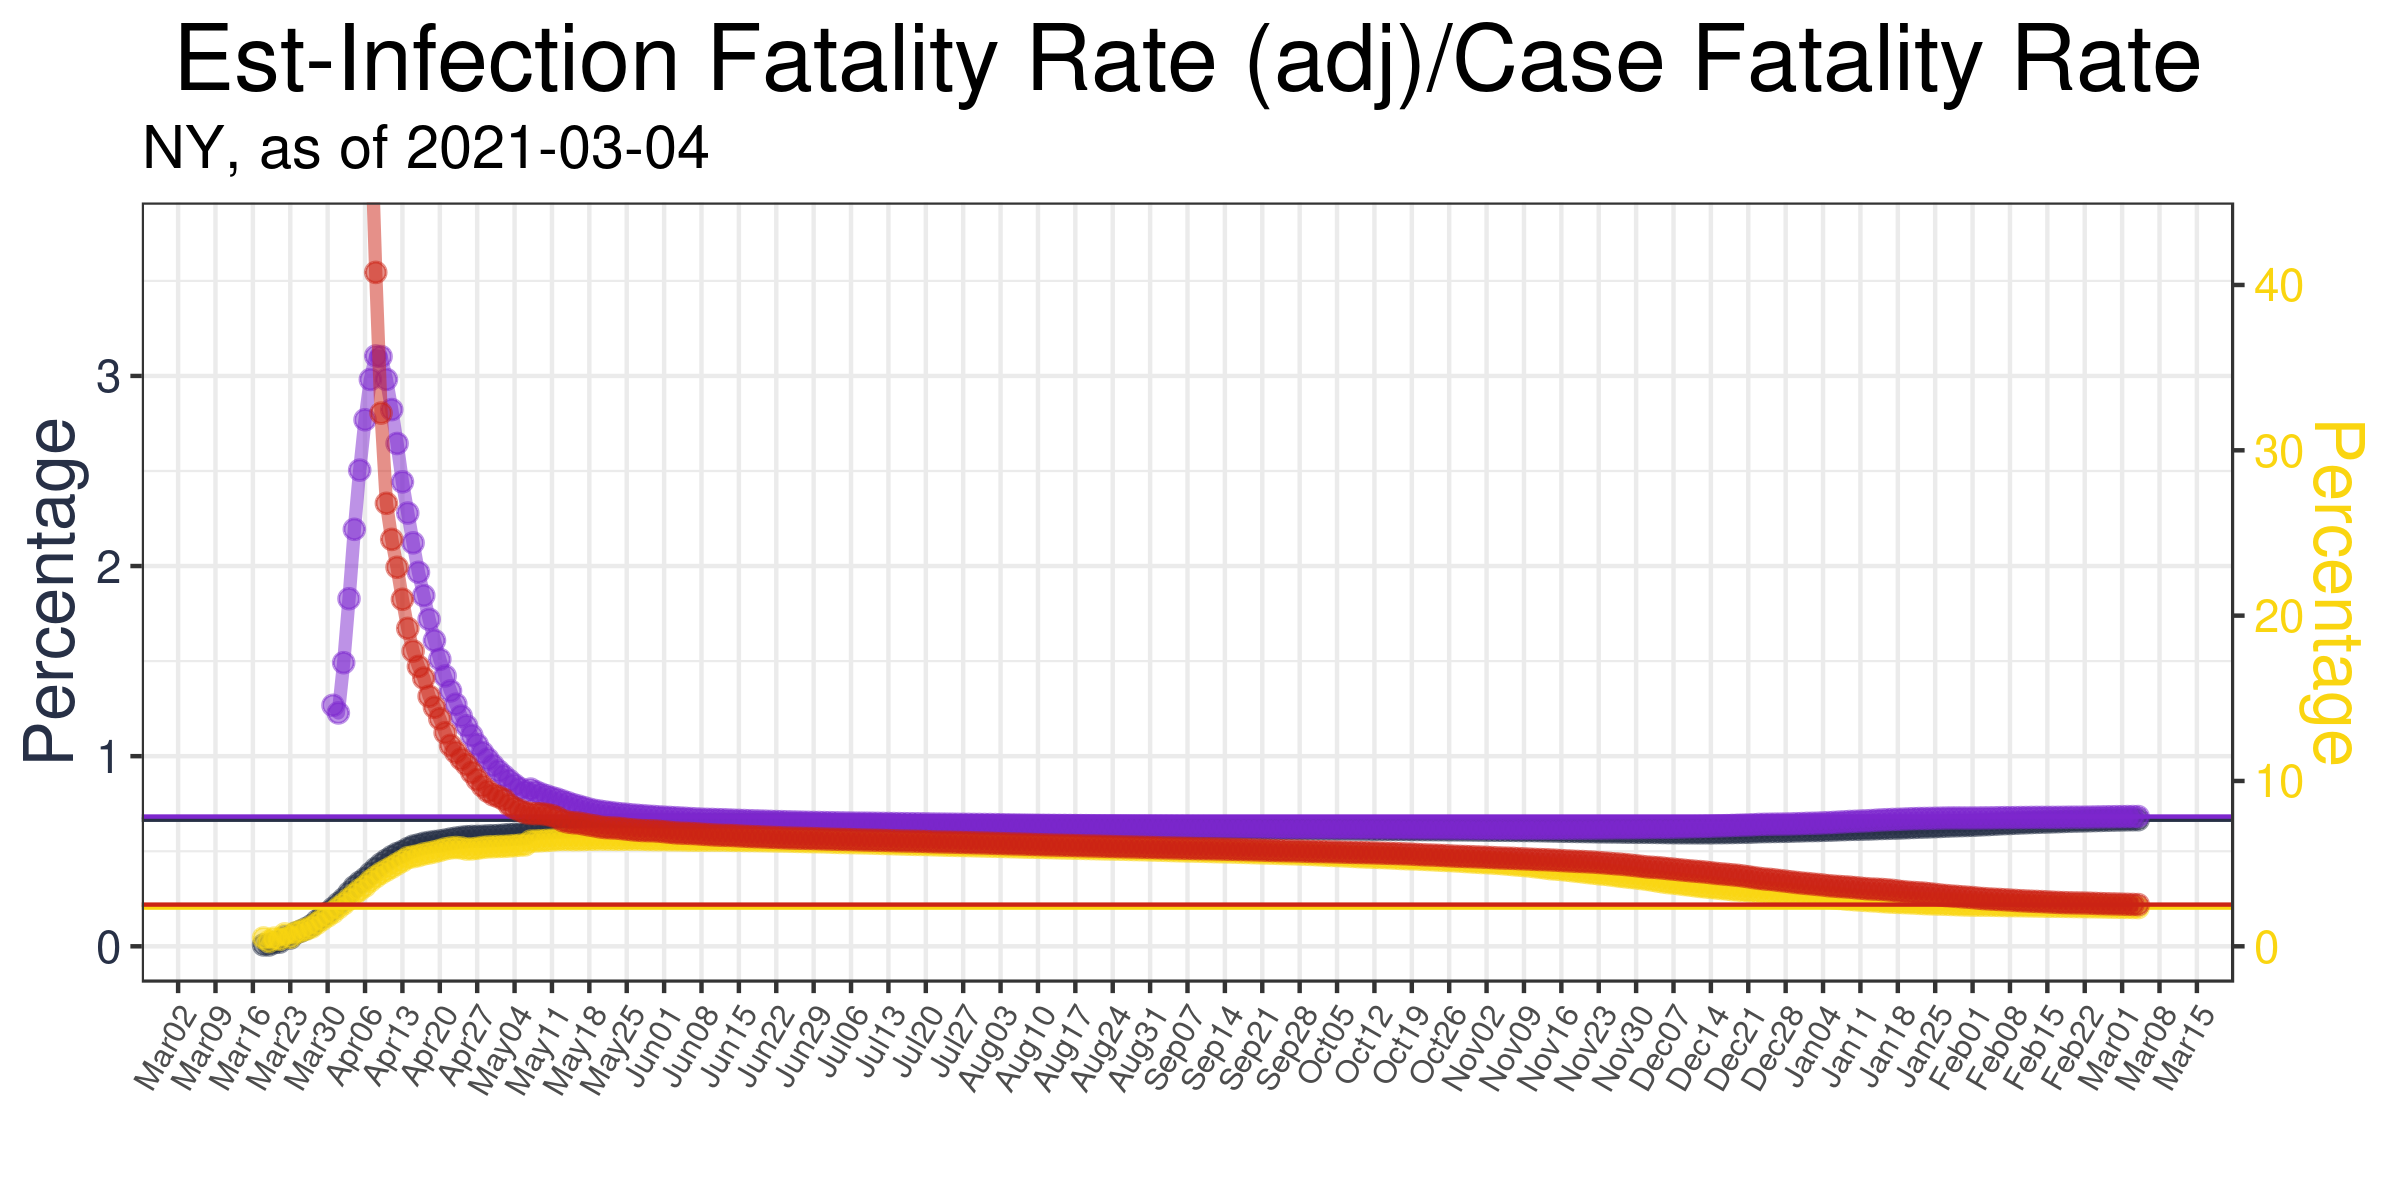 Est-Infection Fatality Rate (adj)/Case Fatality Rate
NY, as of 2021-03-04
Percentage
3
2
1
0
40
30
20
10
0
Percentage
Mar02
Mar09
Mar16
Mar23
Mar30
Apr06
Apr13
Apr20
Apr27
May04
May11
May18
May25
Jun01
Jun08
Jun15
Jun22
Jun29
Jul06
Jul13
Jul20
Jul27
Aug03
Aug10
Aug17
Aug24
Aug31
Sep07
Sep14
Sep21
Sep28
Oct05
Oct12
Oct19
Oct26
Nov02
Nov09
Nov16
Nov23
Nov30
Dec07
Dec14
Dec21
Dec28
Jan04
Jan11
Jan18
Jan25
Feb01
Feb08
Feb15
Feb22
Mar01
Mar08
Mar15